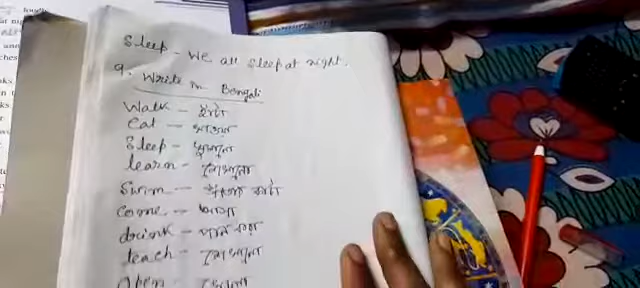 Sleep - We all sleep at night.
9. Write in Bengali
Walk - হাঁটা
Eat - খাওয়া
Sleep - ঘুমানো
learn - শেখা
Swim - সাঁতার কাটা
Come - আসা
drink - পান করা
teach - শেখানো
Open - খোলা